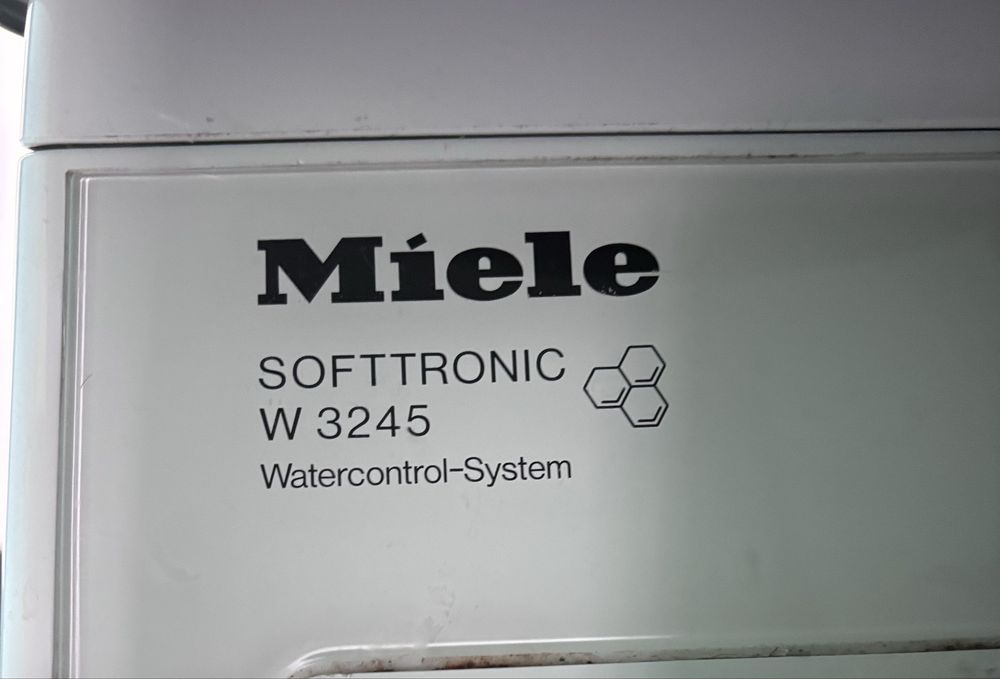 Miele
SOFTTRONIC
W 3245
Watercontrol-System